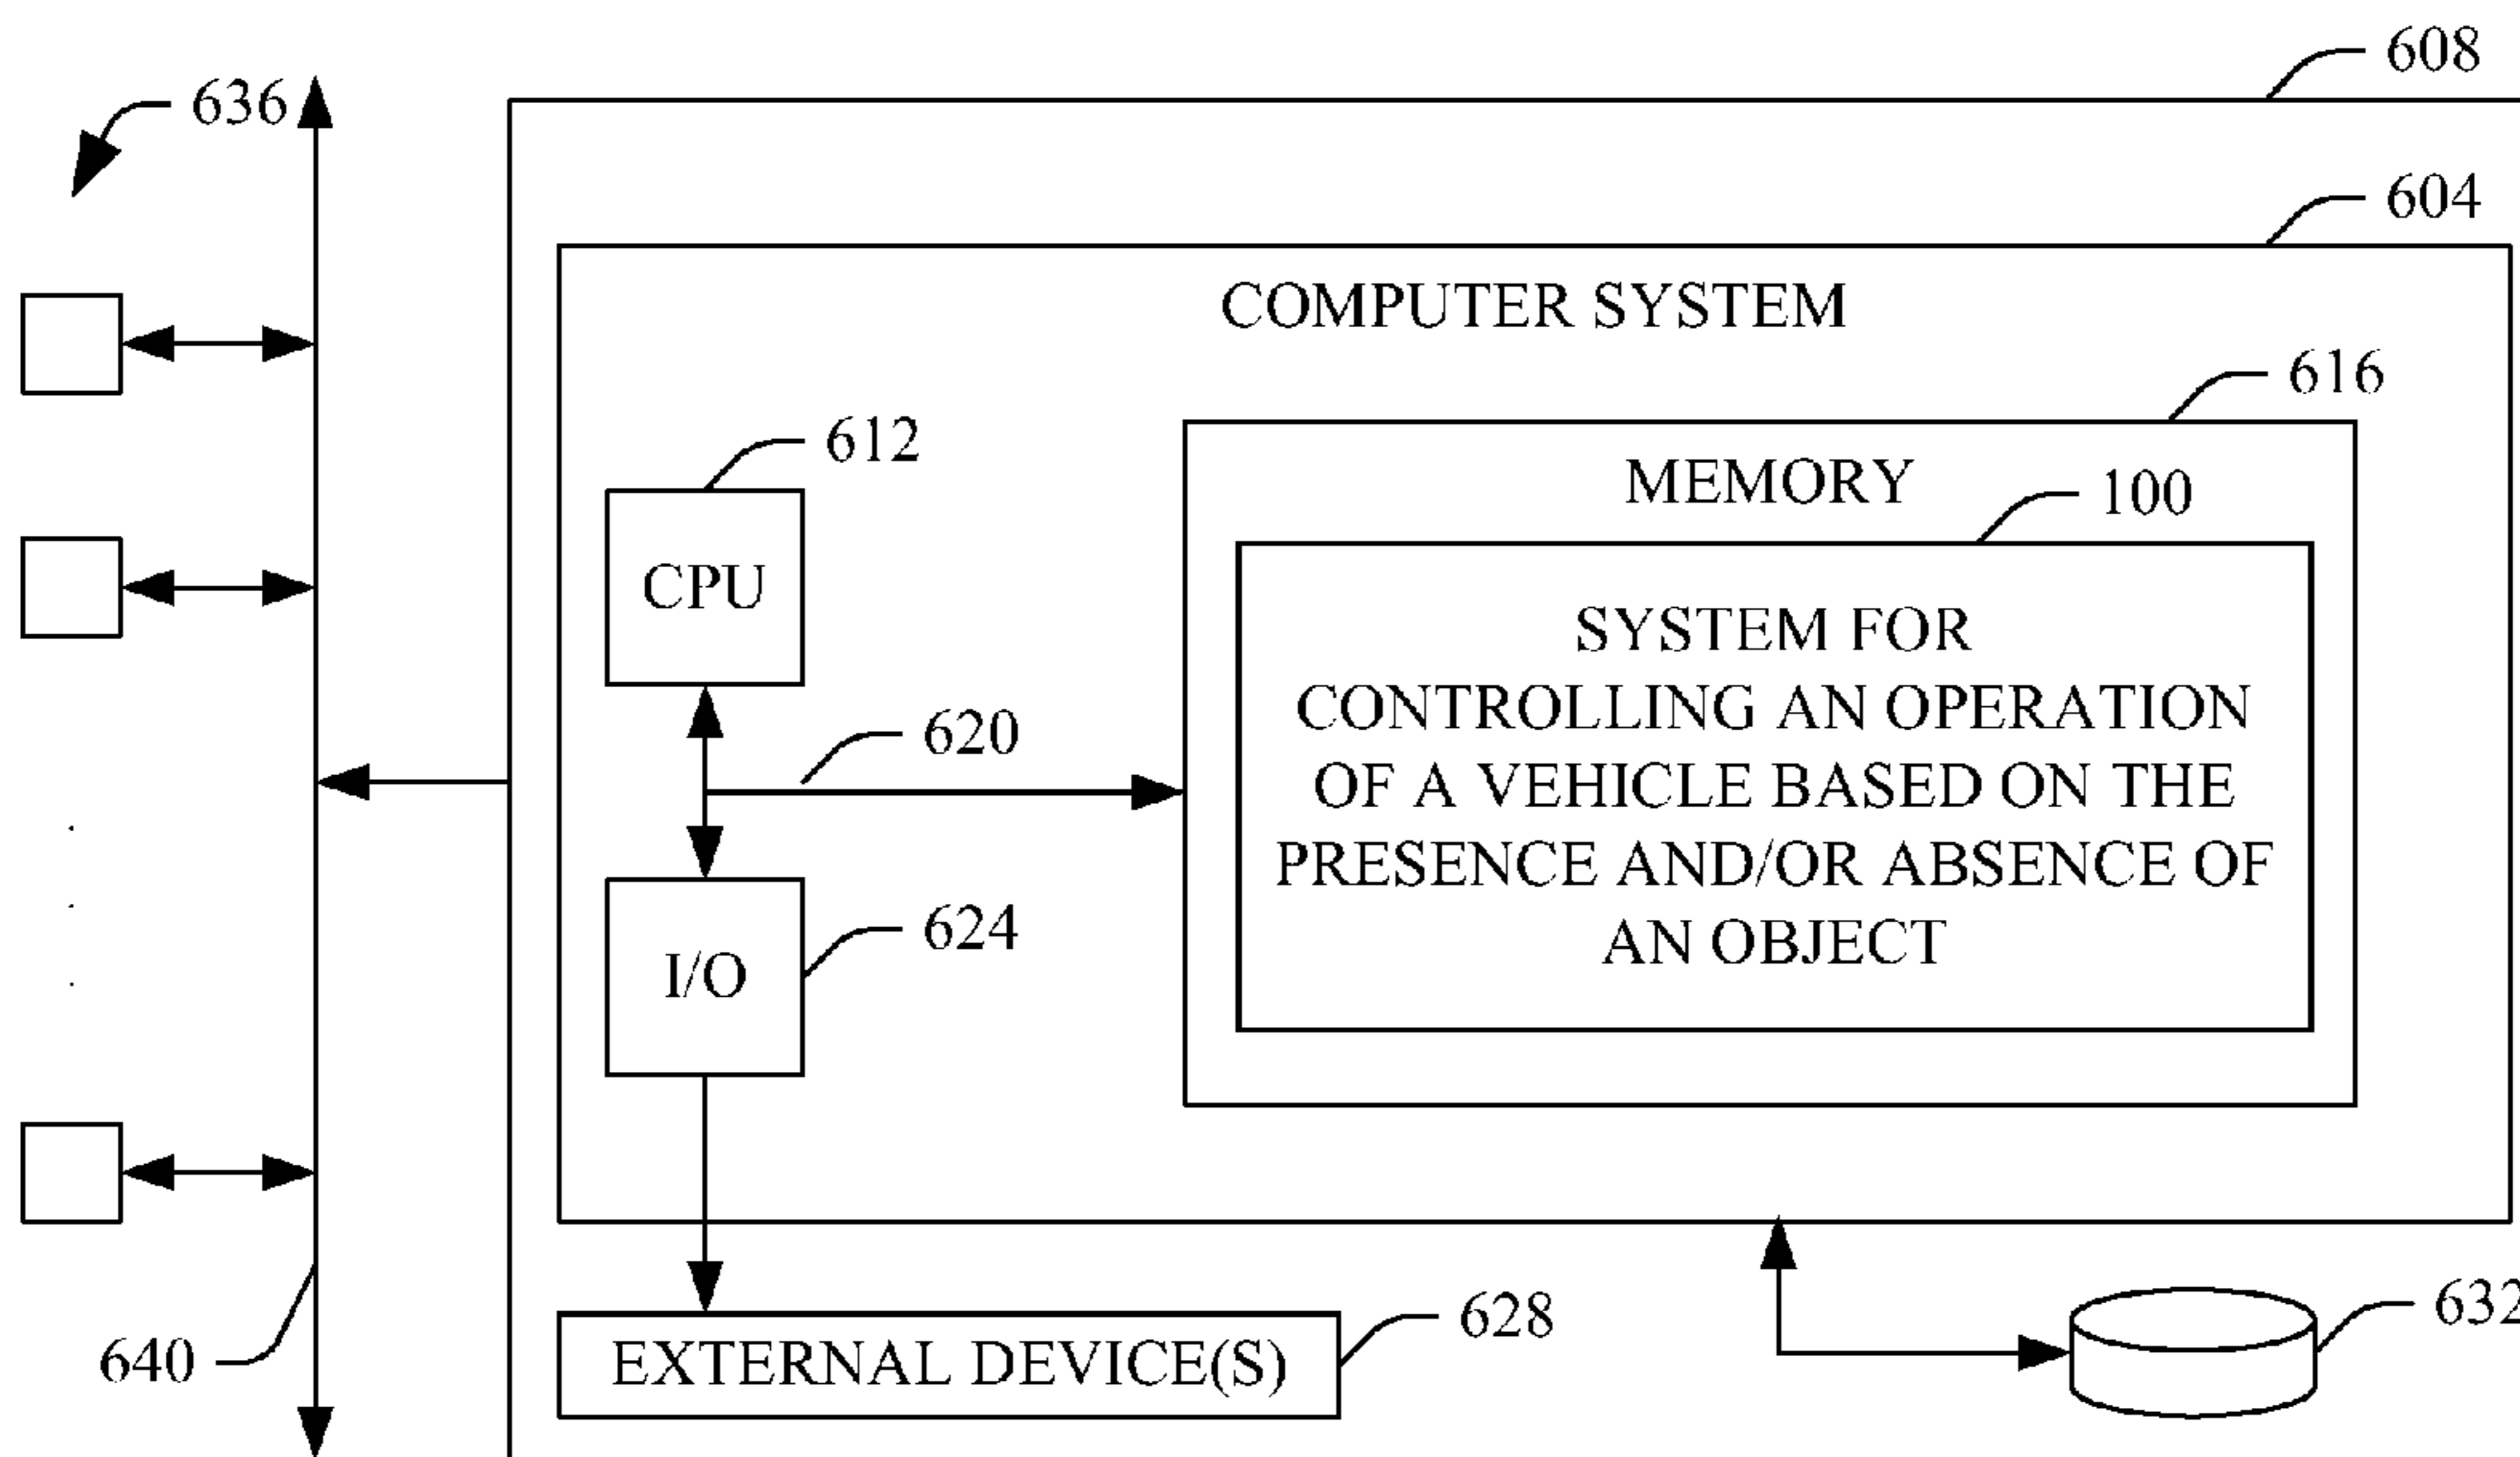 608
636
604
COMPUTER SYSTEM
616
612
MEMORY
100
CPU
SYSTEM FOR
CONTROLLING AN OPERATION
OF A VEHICLE BASED ON THE
PRESENCE AND/OR ABSENCE OF
AN OBJECT
620
624
I/O
628
632
EXTERNAL DEVICE(S)
640